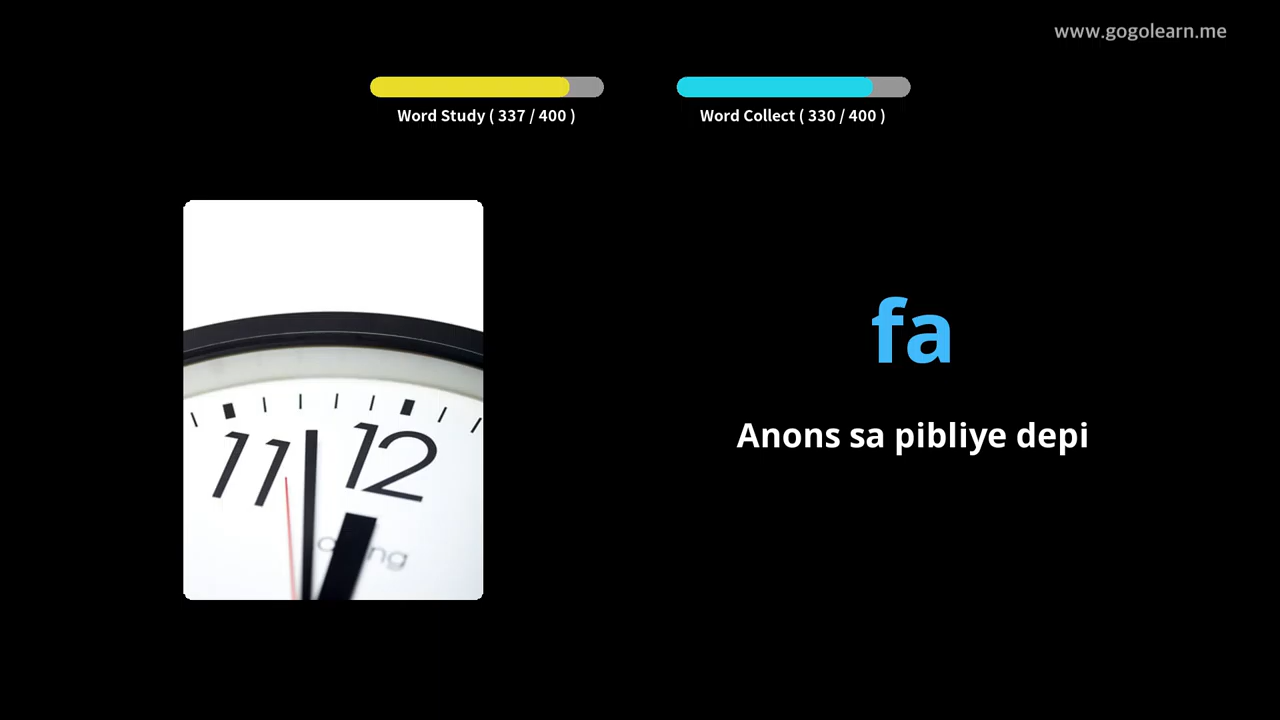 www.gogolearn.me
Word Study ( 337 / 400 )
Word Collect ( 330 / 400 )
fa
Anons sa pibliye depi
11
12